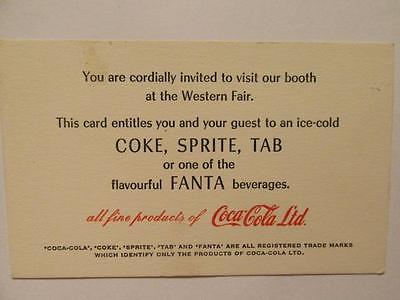 You are cordially invited to visit our booth
at the Western Fair.
This card entitles you and your guest to an ice-cold
COKE, SPRITE, TAB
or one of the
flavourful FANTA beverages.
all fine products of Coca-Cola Ltd.
"COCA-COLA", "COKE", "SPRITE", "TAB" AND "FANTA" ARE ALL REGISTERED TRADE MARKS
WHICH IDENTIFY ONLY THE PRODUCTS OF COCA-COLA LTD.